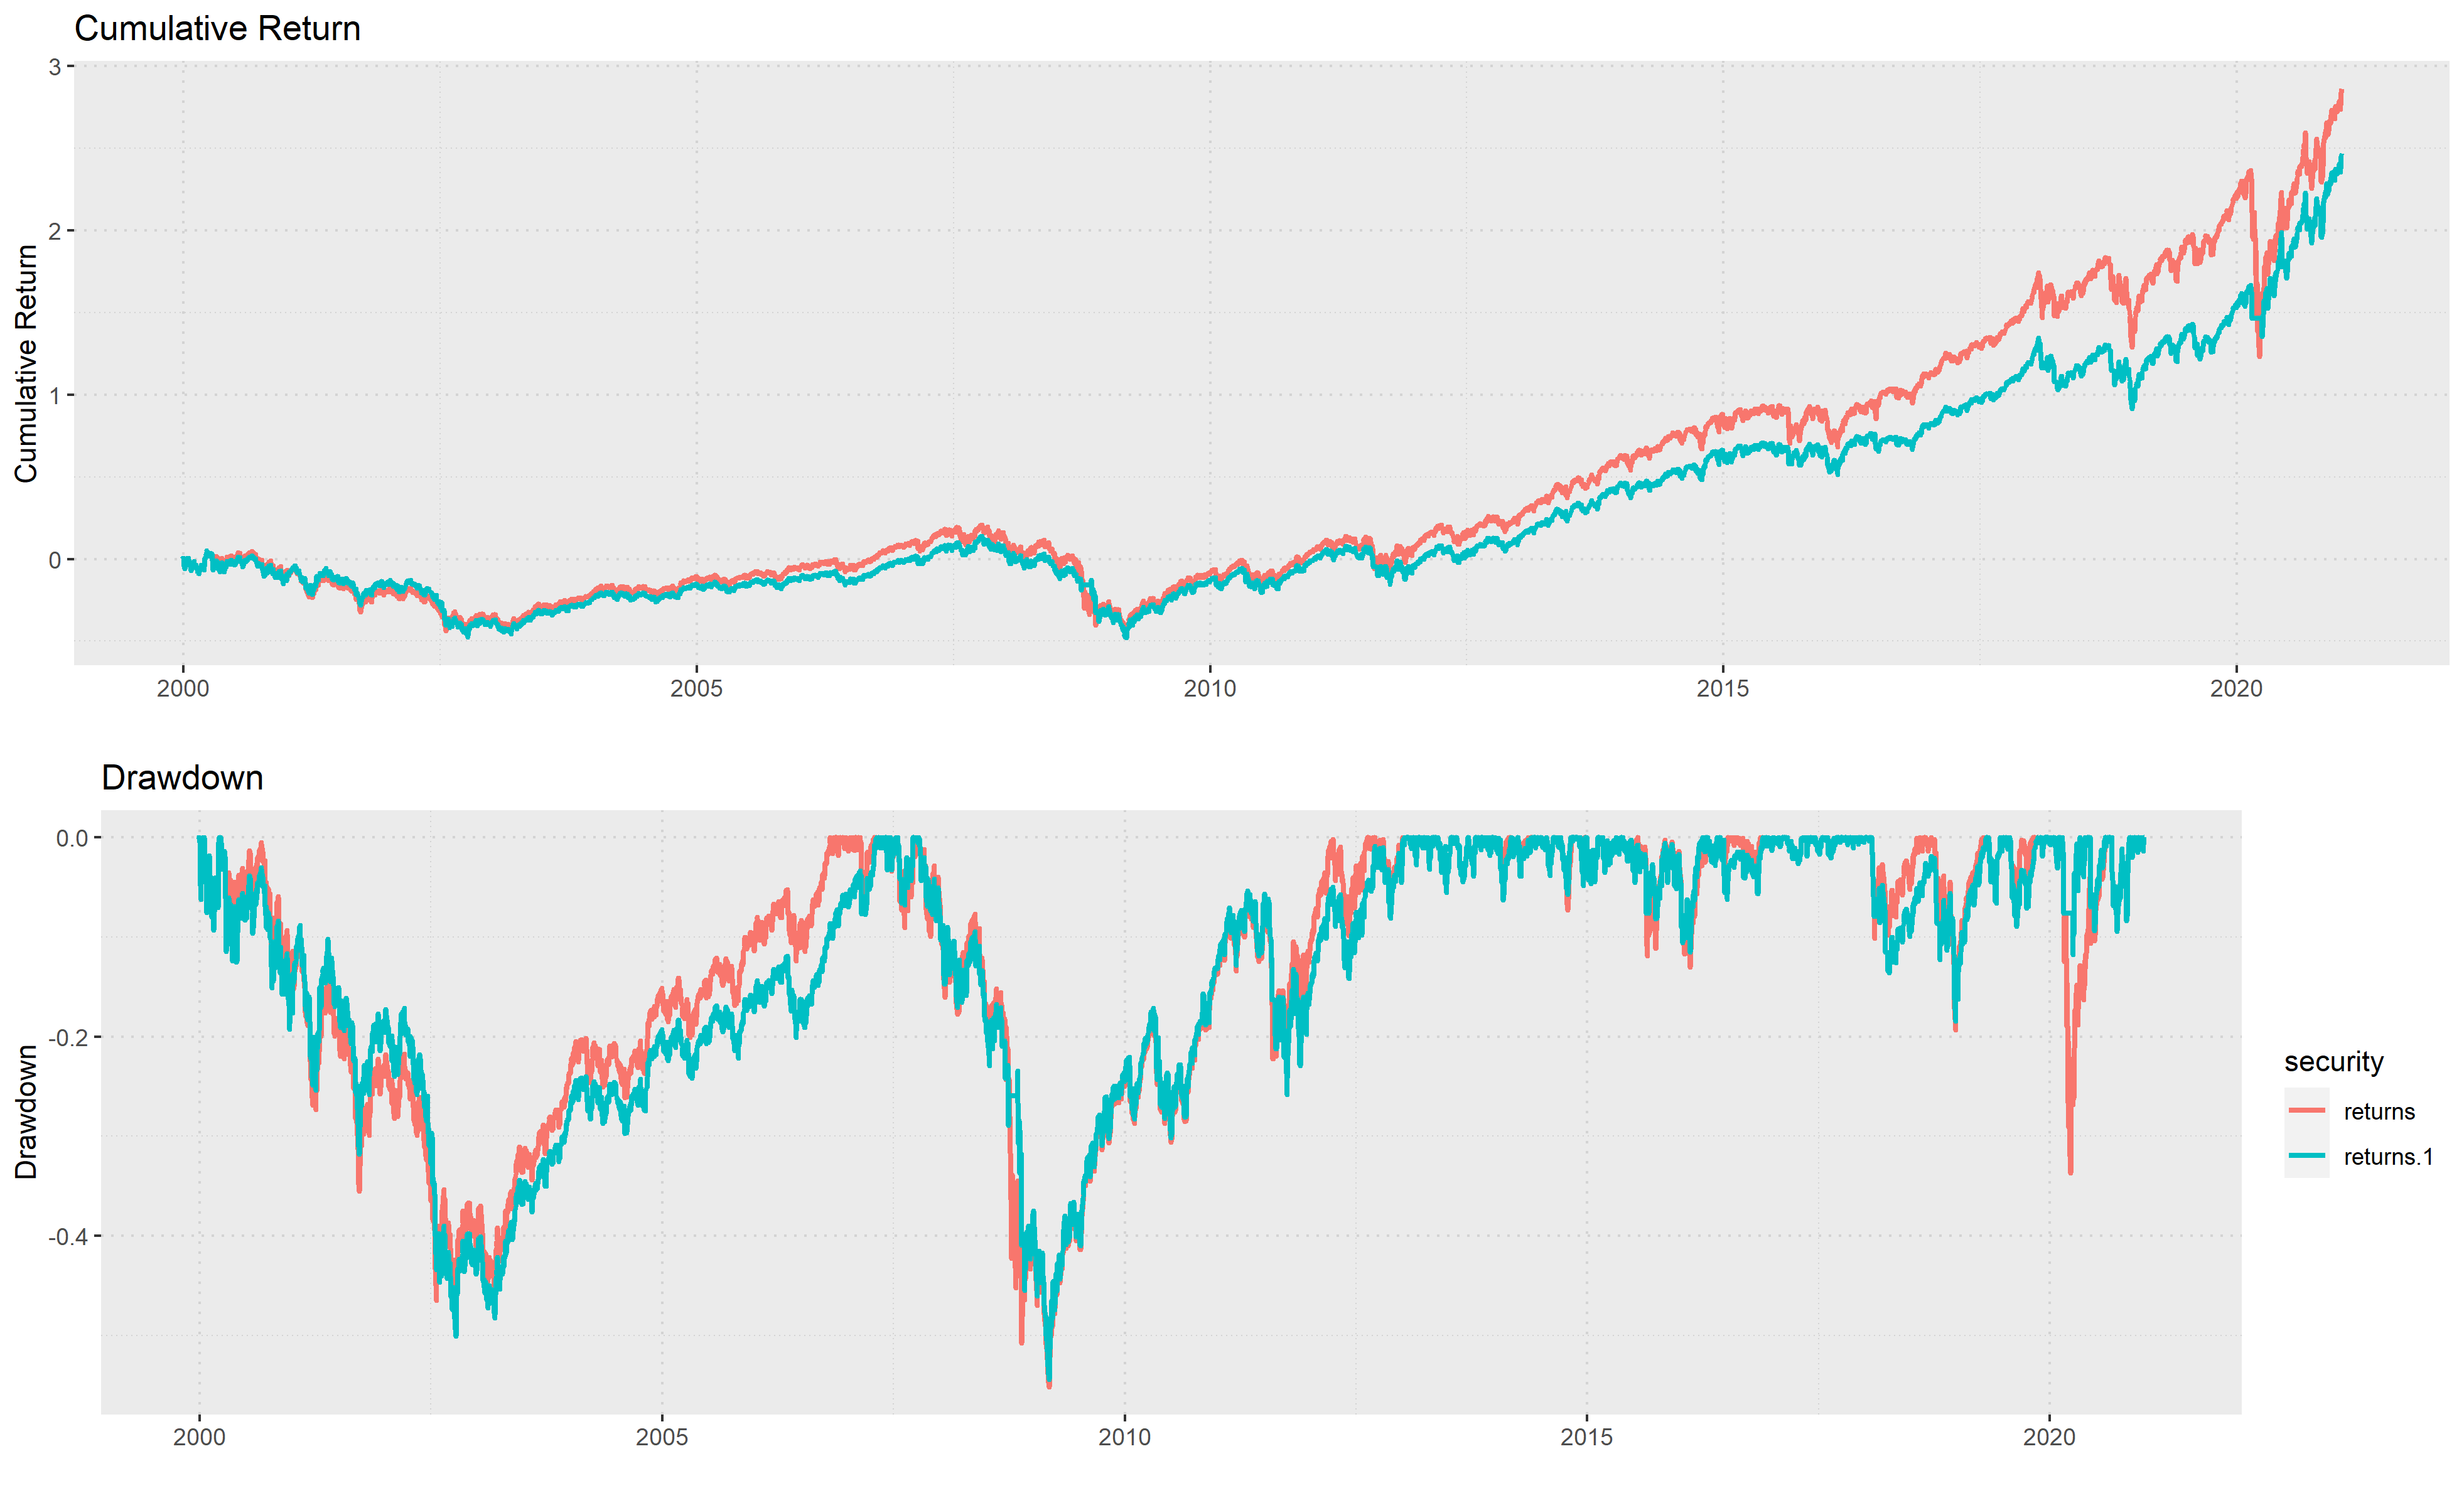 Cumulative Return
Cumulative Return
3
2
1
0
2000 2005 2010 2015 2020
Drawdown
Drawdown
0.0
-0.2
-0.4
2000 2005 2010 2015 2020
security
returns
returns.1